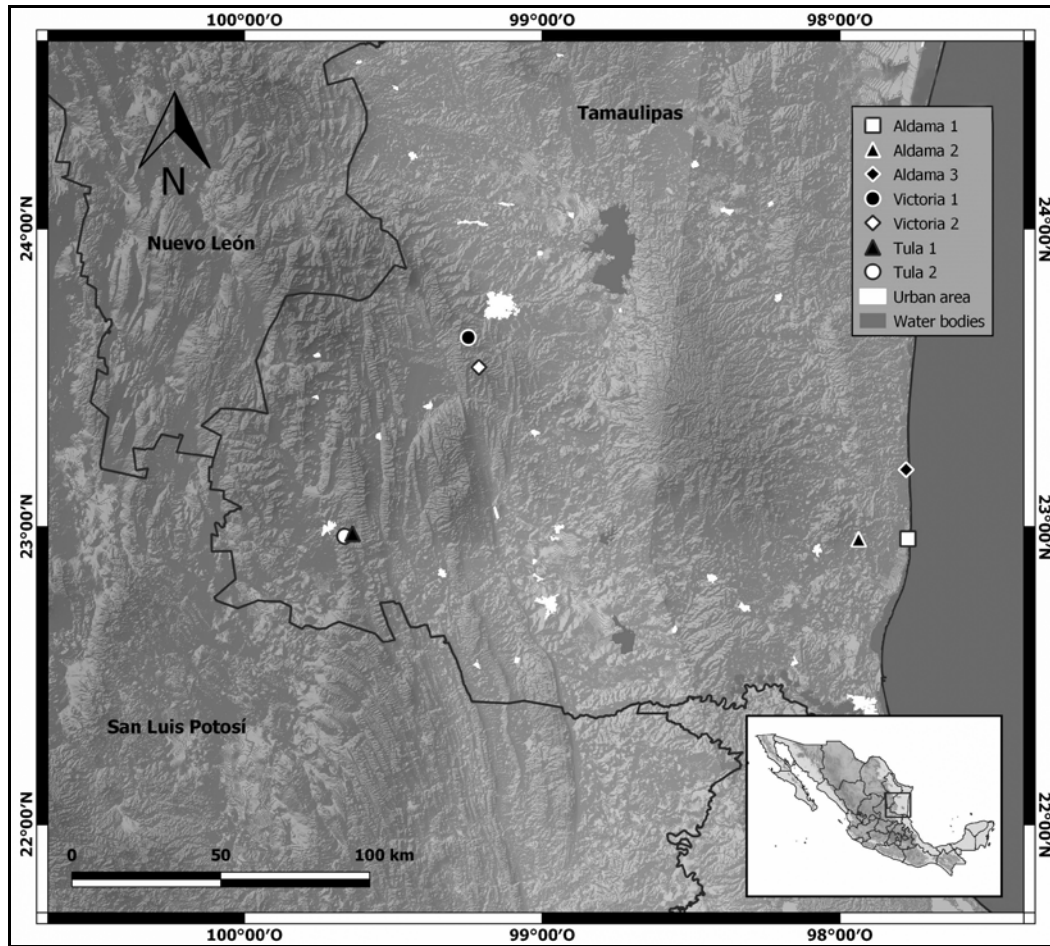 100°00'O
99°00'O
98°00'O
Tamaulipas
Aldama 1
Aldama 2
Aldama 3
Victoria 1
Victoria 2
Tula 1
Tula 2
Urban area
Water bodies
N
Nuevo León
24°00'N
24°00'N
23°00'N
23°00'N
San Luis Potosí
22°00'N
22°00'N
0
50
100 km
100°00'O
99°00'O
98°00'O